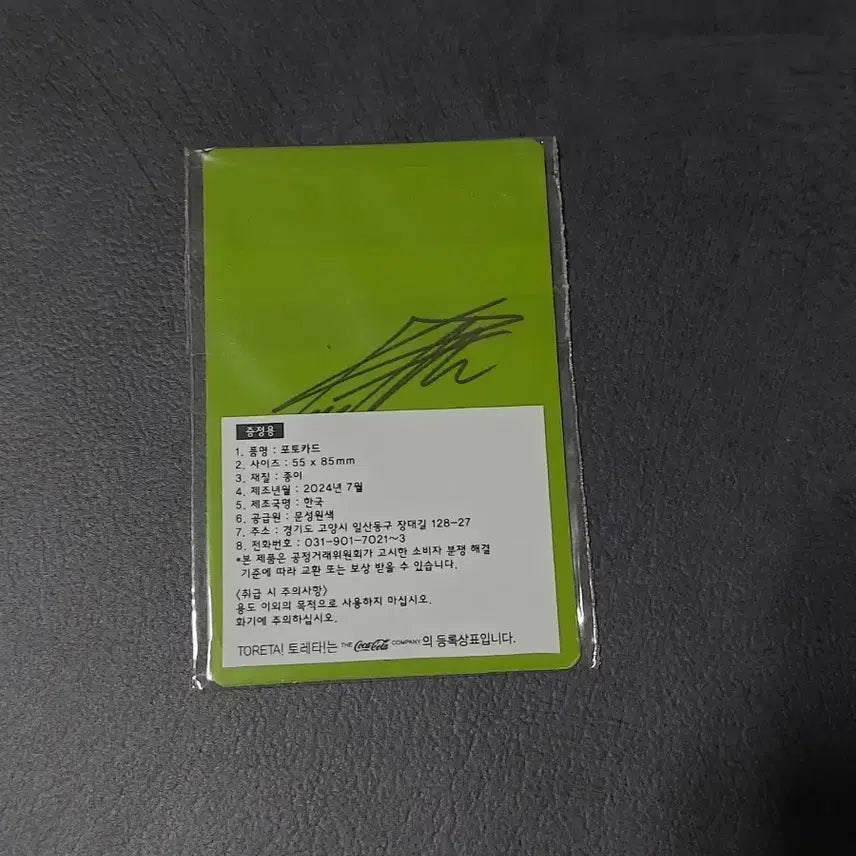 증정용
1. 품명 : 포토카드
2. 사이즈 : 55 x 85mm
3. 재질 : 종이
4. 제조년월 : 2024년 7월
5. 제조국명 : 한국
6. 공급원 : 문성원색
7. 주소 : 경기도 고양시 일산동구 장대길 128-27
8. 전화번호 : 031-901-7021~3
*본 제품은 공정거래위원회가 고시한 소비자 분쟁 해결
기준에 따라 교환 또는 보상 받을 수 있습니다.
<취급 시 주의사항>
용도 이외의 목적으로 사용하지 마십시오.
화기에 주의하십시오.
TORETA! 토레타!는 THE Coca-Cola COMPANY의 등록상표입니다.